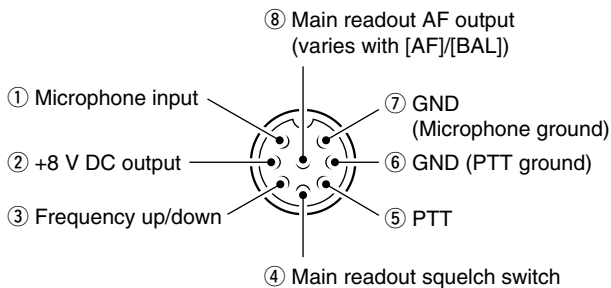 ⑧ Main readout AF output
(varies with [AF]/[BAL])
① Microphone input
⑦ GND
(Microphone ground)
② +8 V DC output
⑥ GND (PTT ground)
③ Frequency up/down
⑤ PTT
④ Main readout squelch switch